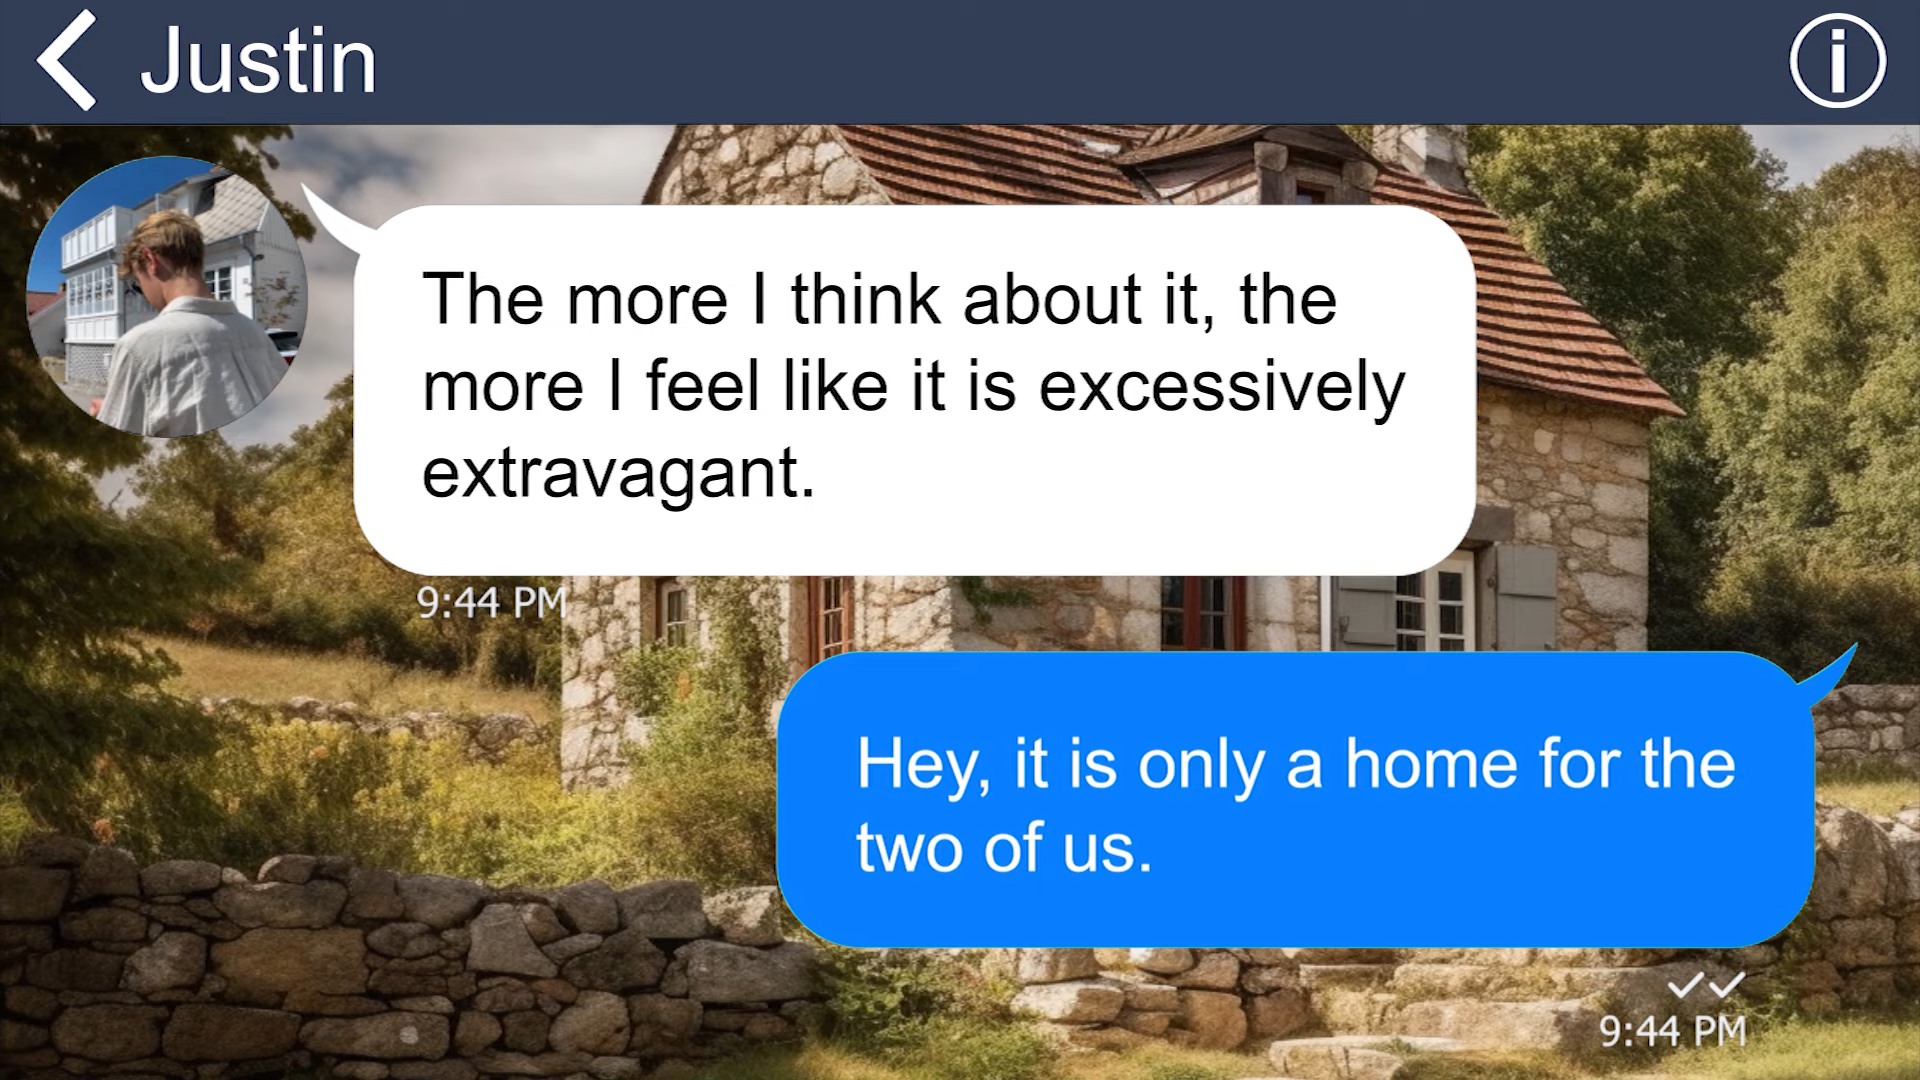 Justin
The more I think about it, the
more I feel like it is excessively
extravagant.
9:44 PM
Hey, it is only a home for the
two of us.
9:44 PM